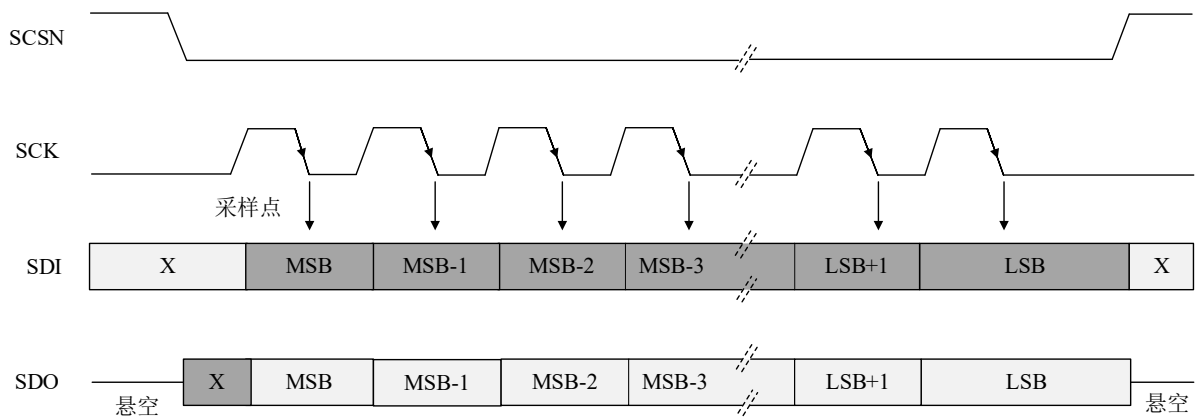 SCSN
SCK
采样点
SDI X MSB MSB-1 MSB-2 MSB-3 LSB+1 LSB X
SDO X MSB MSB-1 MSB-2 MSB-3 LSB+1 LSB
悬空 悬空